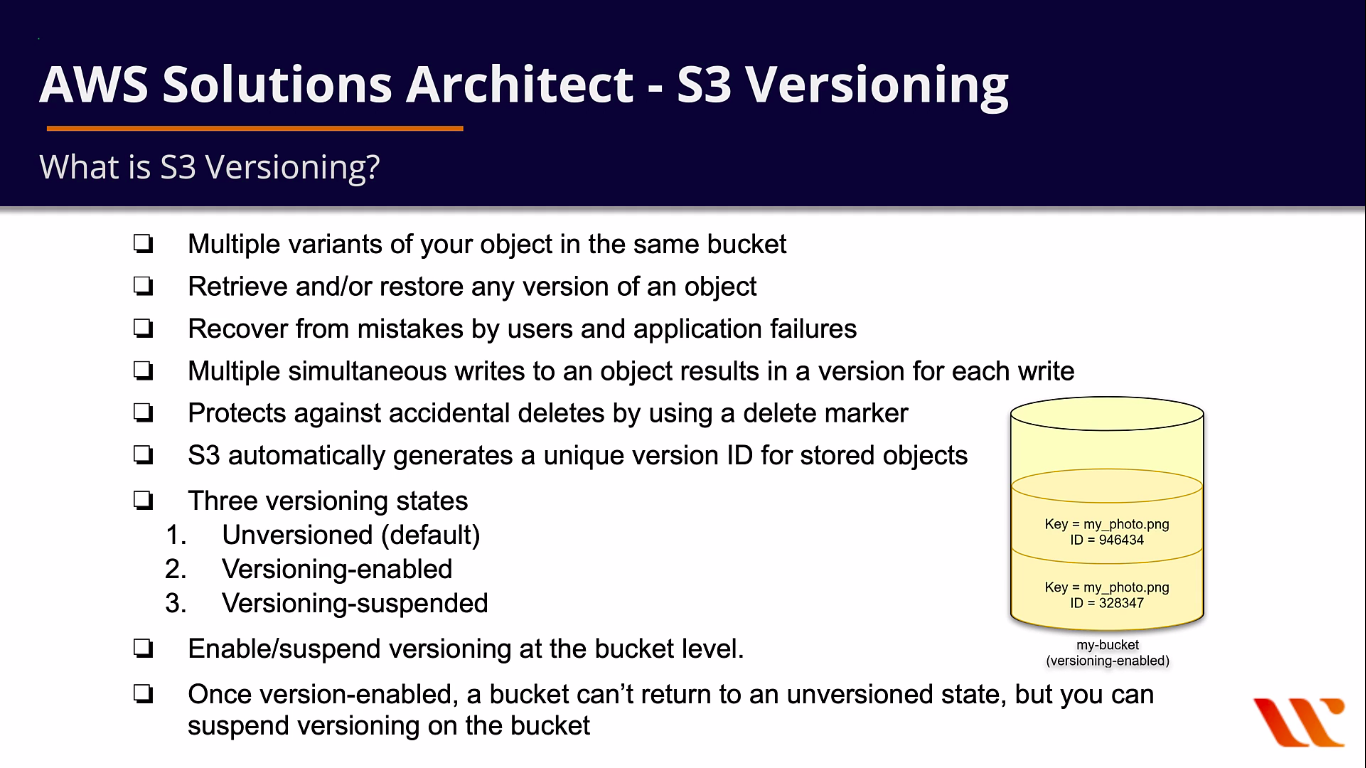 AWS Solutions Architect - S3 Versioning
What is S3 Versioning?
❏ Multiple variants of your object in the same bucket
❏ Retrieve and/or restore any version of an object
❏ Recover from mistakes by users and application failures
❏ Multiple simultaneous writes to an object results in a version for each write
❏ Protects against accidental deletes by using a delete marker
❏ S3 automatically generates a unique version ID for stored objects
❏ Three versioning states
1. Unversioned (default)
2. Versioning-enabled
3. Versioning-suspended
❏ Enable/suspend versioning at the bucket level.
❏ Once version-enabled, a bucket can’t return to an unversioned state, but you can
suspend versioning on the bucket
Key = my_photo.png
ID = 946434
Key = my_photo.png
ID = 328347
my-bucket
(versioning-enabled)